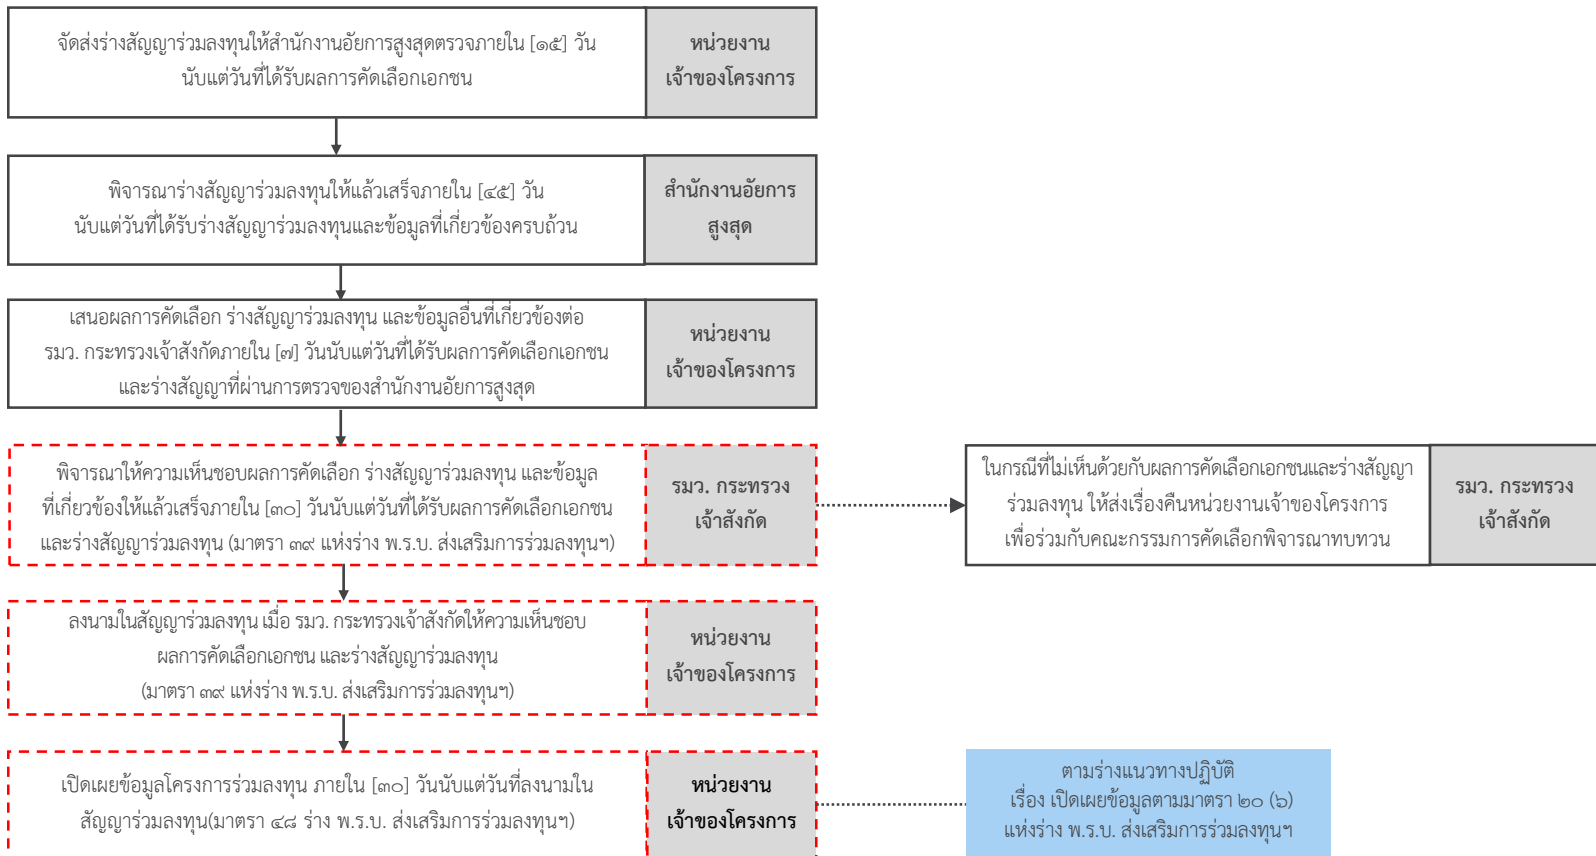 จัดส่งร่างสัญญาร่วมลงทุนให้สำนักงานอัยการสูงสุดตรวจภายใน [๑๕] วัน
นับแต่วันที่ได้รับผลการคัดเลือกเอกชน
หน่วยงาน
เจ้าของโครงการ
พิจารณาร่างสัญญาร่วมลงทุนให้แล้วเสร็จภายใน [๔๕] วัน
นับแต่วันที่ได้รับร่างสัญญาร่วมลงทุนและข้อมูลที่เกี่ยวข้องครบถ้วน
สำนักงานอัยการ
สูงสุด
เสนอผลการคัดเลือก ร่างสัญญาร่วมลงทุน และข้อมูลอื่นที่เกี่ยวข้องต่อ
รมว. กระทรวงเจ้าสังกัดภายใน [๗] วันนับแต่วันที่ได้รับผลการคัดเลือกเอกชน
และร่างสัญญาที่ผ่านการตรวจของสำนักงานอัยการสูงสุด
หน่วยงาน
เจ้าของโครงการ
พิจารณาให้ความเห็นชอบผลการคัดเลือก ร่างสัญญาร่วมลงทุน และข้อมูล
ที่เกี่ยวข้องให้แล้วเสร็จภายใน [๓๐] วันนับแต่วันที่ได้รับผลการคัดเลือกเอกชน
และร่างสัญญาร่วมลงทุน (มาตรา ๓๙ แห่งร่าง พ.ร.บ. ส่งเสริมการร่วมลงทุนฯ)
รมว. กระทรวง
เจ้าสังกัด
ในกรณีที่ไม่เห็นด้วยกับผลการคัดเลือกเอกชนและร่างสัญญา
ร่วมลงทุน ให้ส่งเรื่องคืนหน่วยงานเจ้าของโครงการ
เพื่อร่วมกับคณะกรรมการคัดเลือกพิจารณาทบทวน
รมว. กระทรวง
เจ้าสังกัด
ลงนามในสัญญาร่วมลงทุน เมื่อ รมว. กระทรวงเจ้าสังกัดให้ความเห็นชอบ
ผลการคัดเลือกเอกชน และร่างสัญญาร่วมลงทุน
(มาตรา ๓๙ แห่งร่าง พ.ร.บ. ส่งเสริมการร่วมลงทุนฯ)
หน่วยงาน
เจ้าของโครงการ
เปิดเผยข้อมูลโครงการร่วมลงทุน ภายใน [๓๐] วันนับแต่วันที่ลงนามใน
สัญญาร่วมลงทุน(มาตรา ๔๘ ร่าง พ.ร.บ. ส่งเสริมการร่วมลงทุนฯ)
หน่วยงาน
เจ้าของโครงการ
ตามร่างแนวทางปฏิบัติ
เรื่อง เปิดเผยข้อมูลตามมาตรา ๒๐ (๖)
แห่งร่าง พ.ร.บ. ส่งเสริมการร่วมลงทุนฯ